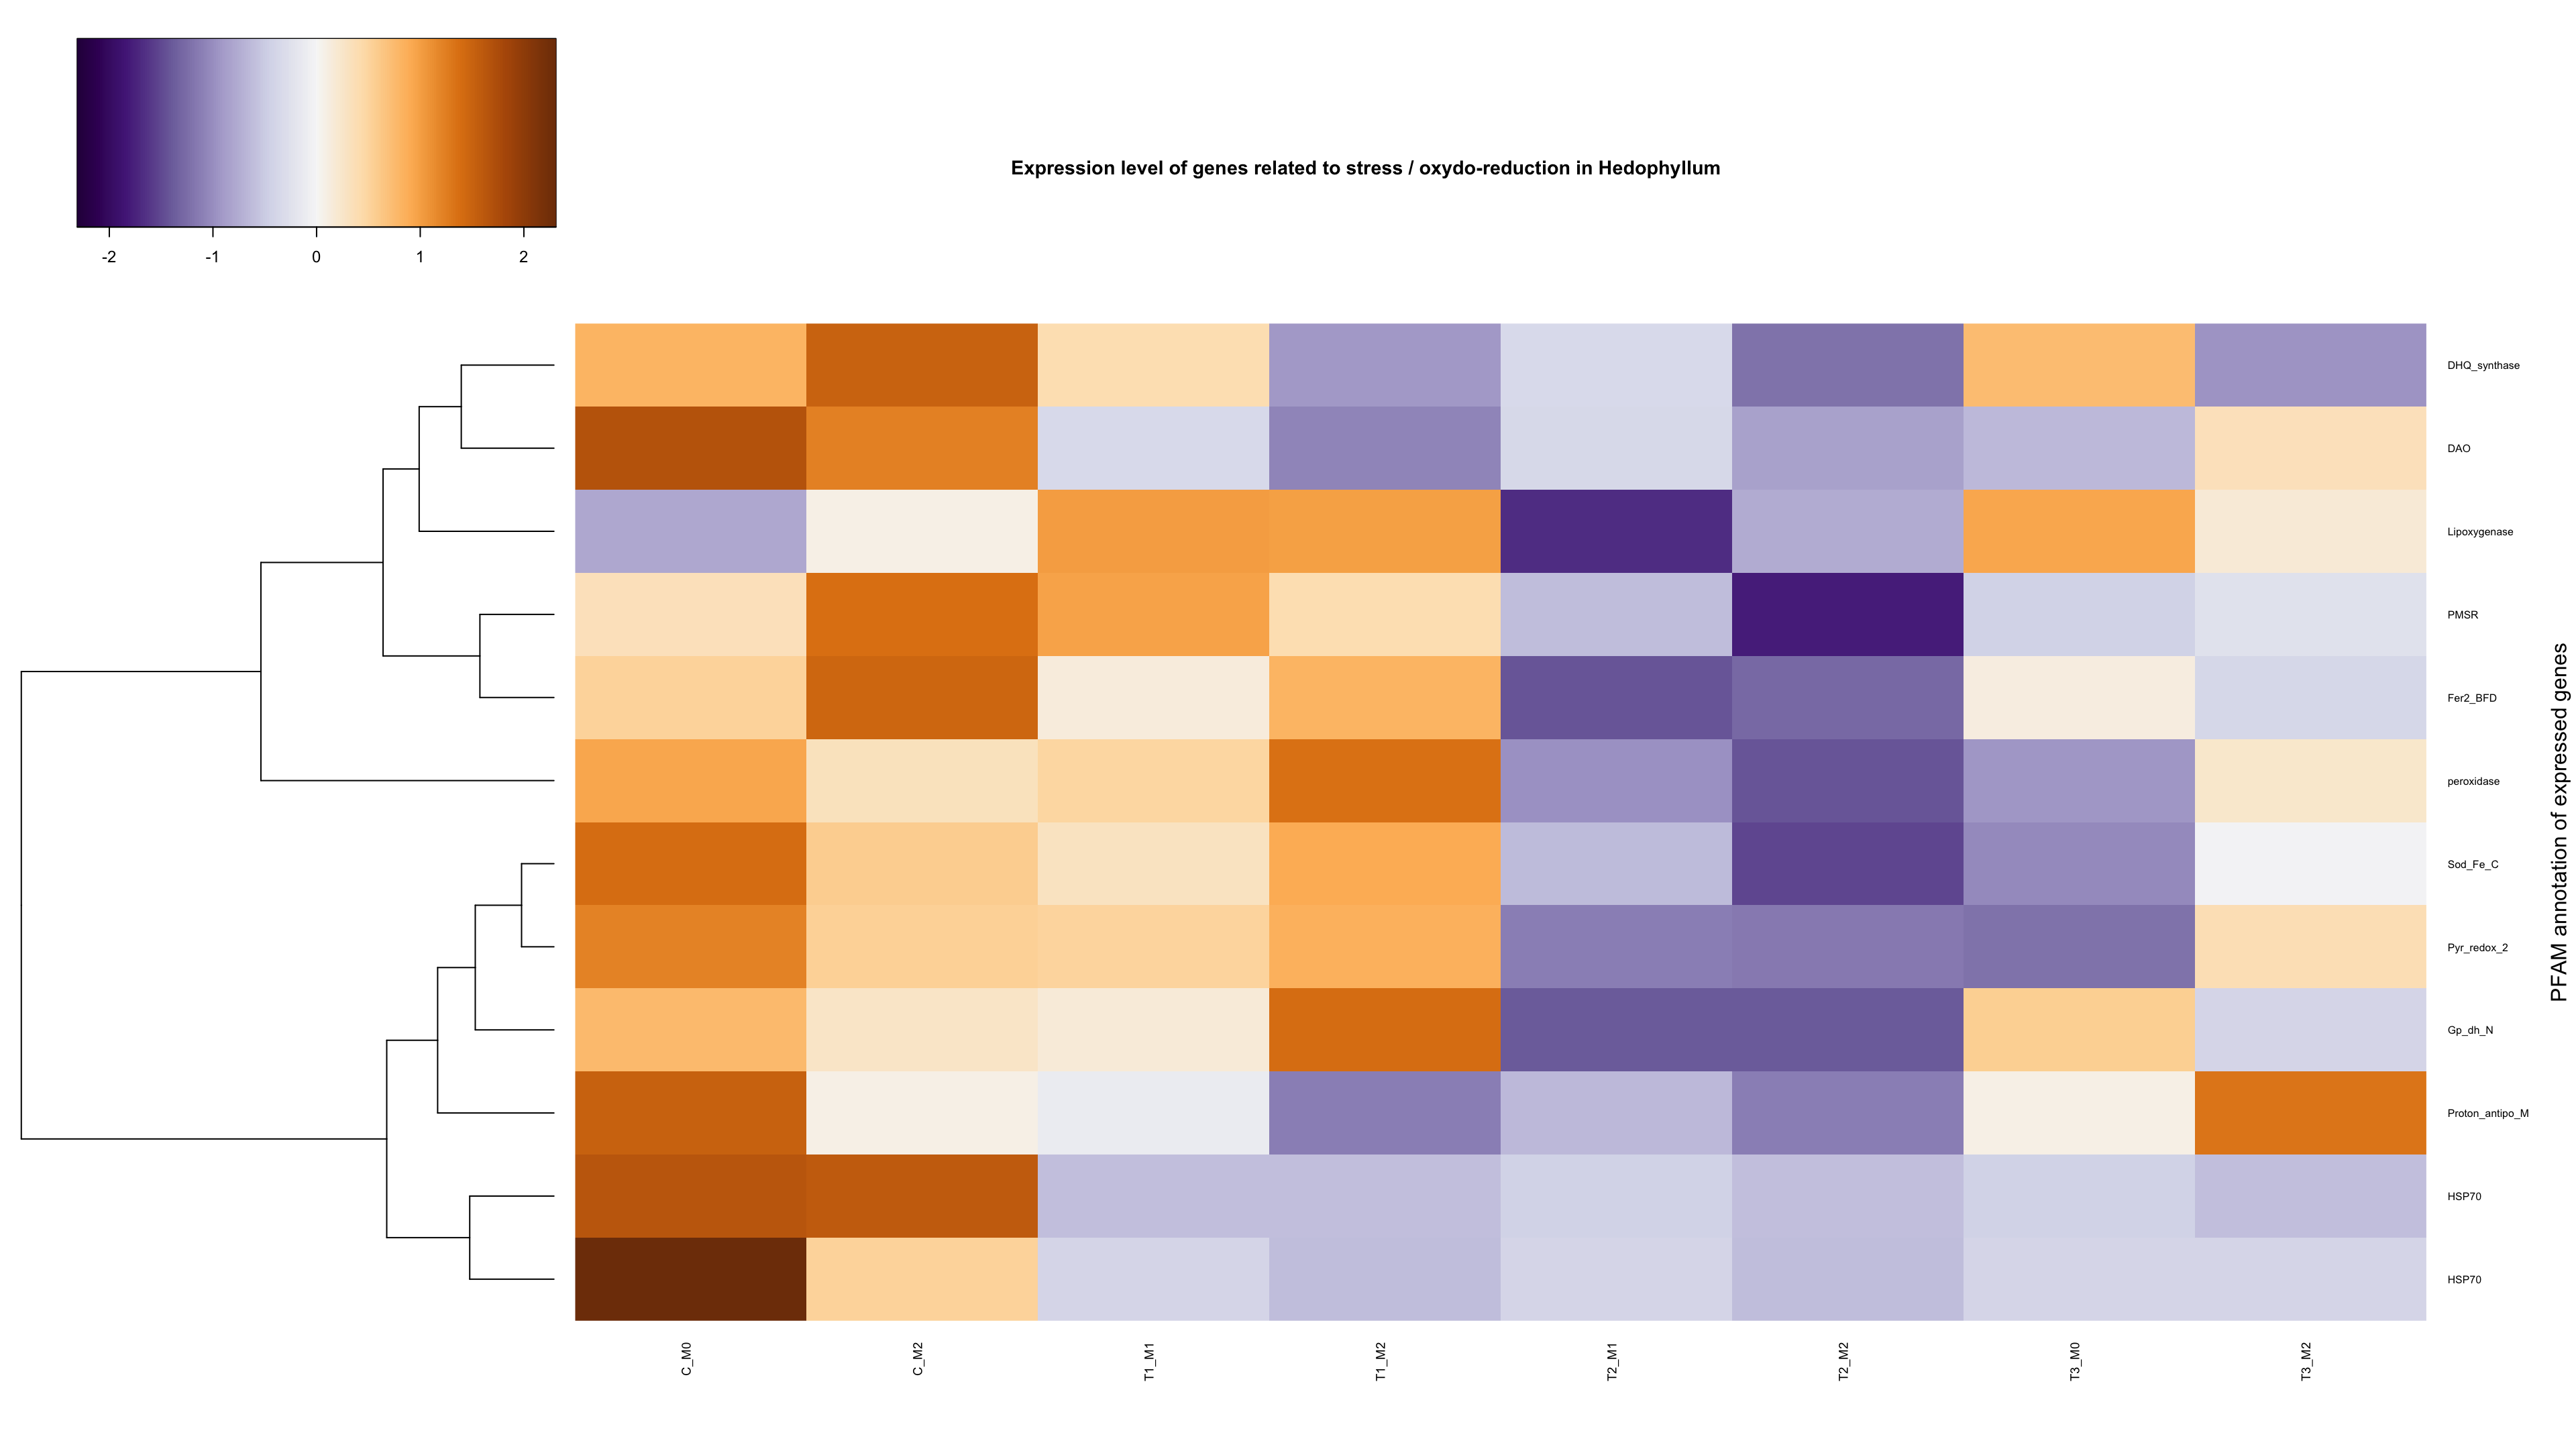 -2 -1 0 1 2
Expression level of genes related to stress / oxydo-reduction in Hedophyllum
DHQ_synthase
DAO
Lipoxygenase
PMSR
Fer2_BFD
peroxidase
Sod_Fe_C
Pyr_redox_2
Gp_dh_N
Proton_antipo_M
HSP70
HSP70
PFAM annotation of expressed genes
C_M0 C_M2 T1_M1 T1_M2 T2_M1 T2_M2 T3_M0 T3_M2